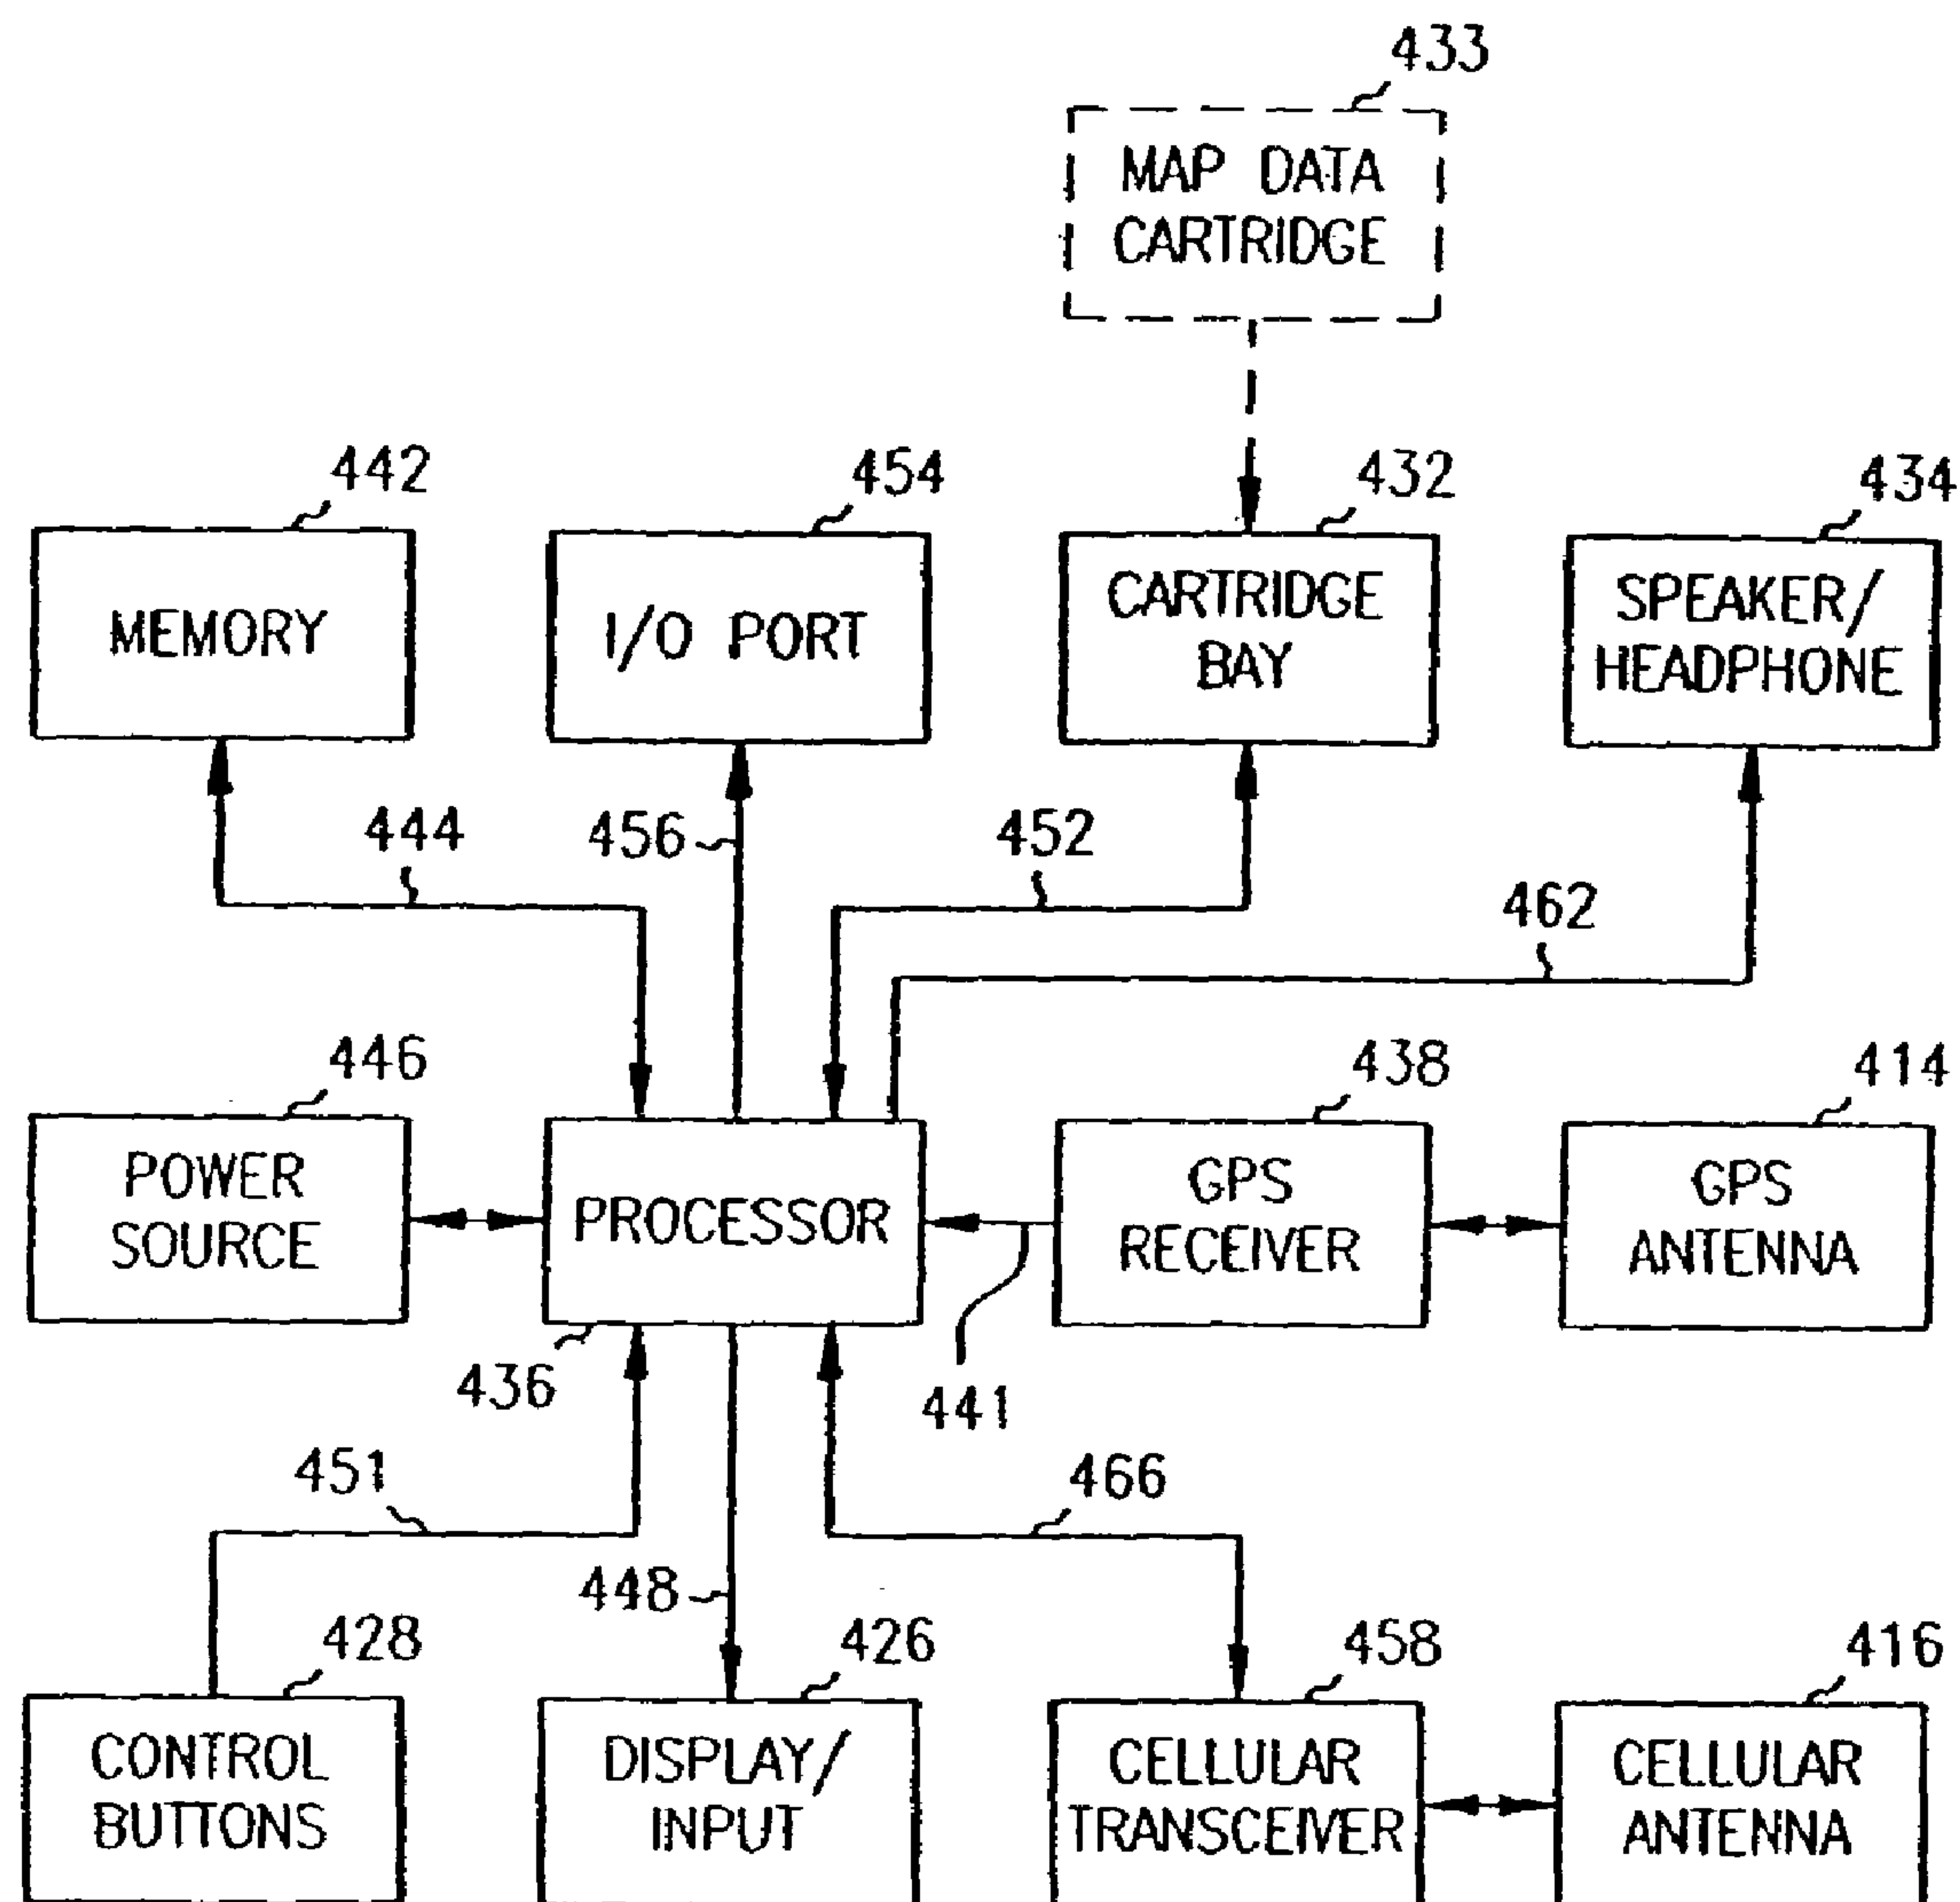 433
MAP DATA
CARTRIDGE
442
454
432
434
MEMORY
I/O PORT
CARTRIDGE
BAY
SPEAKER/
HEADPHONE
444
456
452
462
446
438
414
POWER
SOURCE
PROCESSOR
GPS
RECEIVER
GPS
ANTENNA
436
441
451
466
448
428
426
458
416
CONTROL
BUTTONS
DISPLAY/
INPUT
CELLULAR
TRANSCEIVER
CELLULAR
ANTENNA